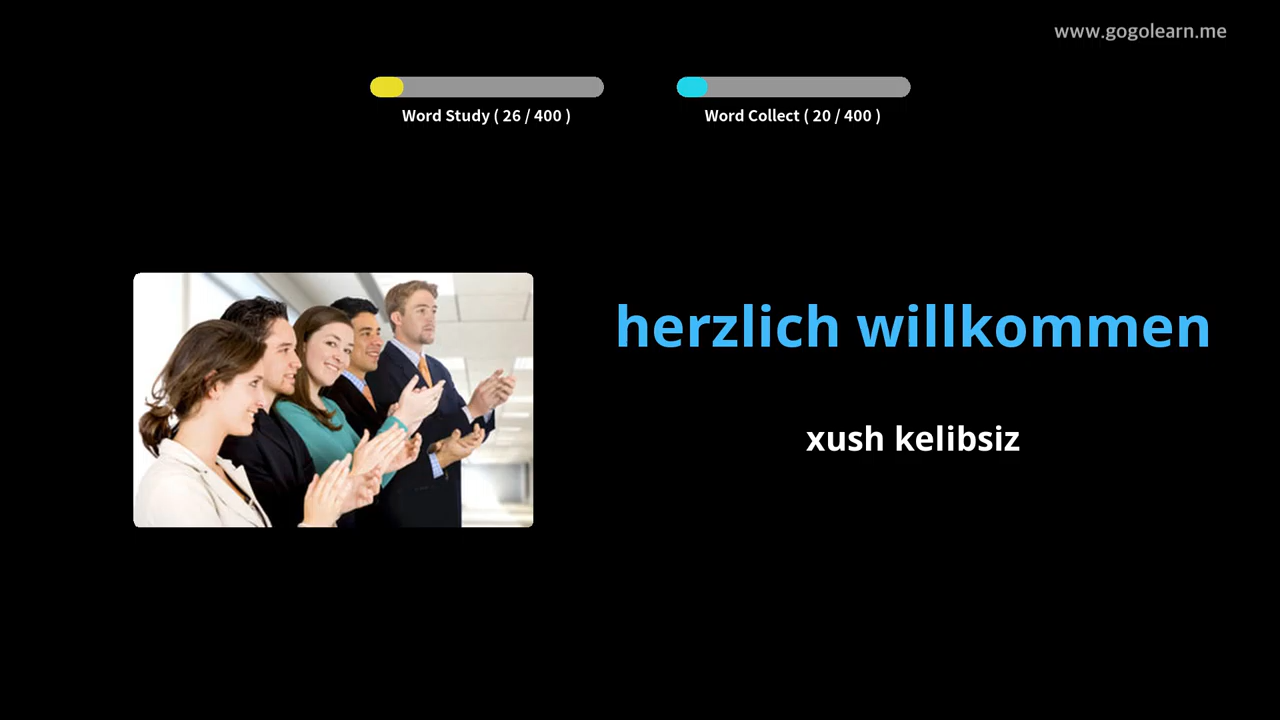 www.gogolearn.me
Word Study ( 26 / 400 )
Word Collect ( 20 / 400 )
herzlich willkommen
xush kelibsiz